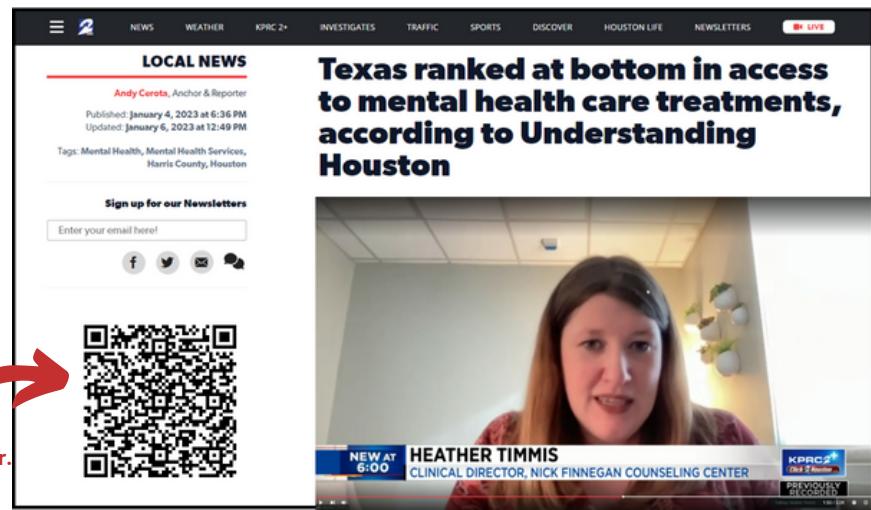 2
NEWS WEATHER KPRC 2+ INVESTIGATES TRAFFIC SPORTS DISCOVER HOUSTON LIFE NEWSLETTERS LIVE
LOCAL NEWS
Andy Cerota, Anchor & Reporter
Published: January 4, 2023 at 6:36 PM
Updated: January 6, 2023 at 12:49 PM
Tags: Mental Health, Mental Health Services,
Harris County, Houston
Sign up for our Newsletters
Enter your email here!
r.
Texas ranked at bottom in access
to mental health care treatments,
according to Understanding
Houston
NEW AT
6:00
HEATHER TIMMIS
CLINICAL DIRECTOR, NICK FINNEGAN COUNSELING CENTER
KPRC2
Click 2 Houston
PREVIOUSLY
RECORDED